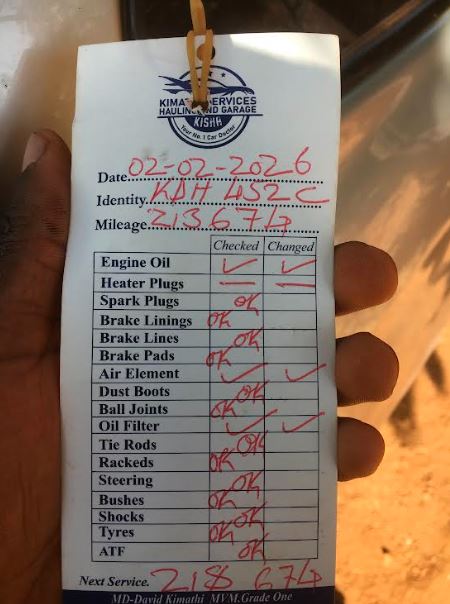 KIMATHI SERVICES
HAULING AND GARAGE
KISHH
Your No. 1 Car Doctor
Date 02-02-2026
Identity KDH 452 C
Mileage 213674
Checked Changed
Engine Oil ✓ ✓
Heater Plugs — —
Spark Plugs OK
Brake Linings OK
Brake Lines OK
Brake Pads OK
Air Element ✓ ✓
Dust Boots OK
Ball Joints OK
Oil Filter ✓ ✓
Tie Rods OK
Rackeds OK
Steering OK
Bushes OK
Shocks OK
Tyres OK
ATF OK
Next Service. 218 674
MD-David Kimathi MVM.Grade One